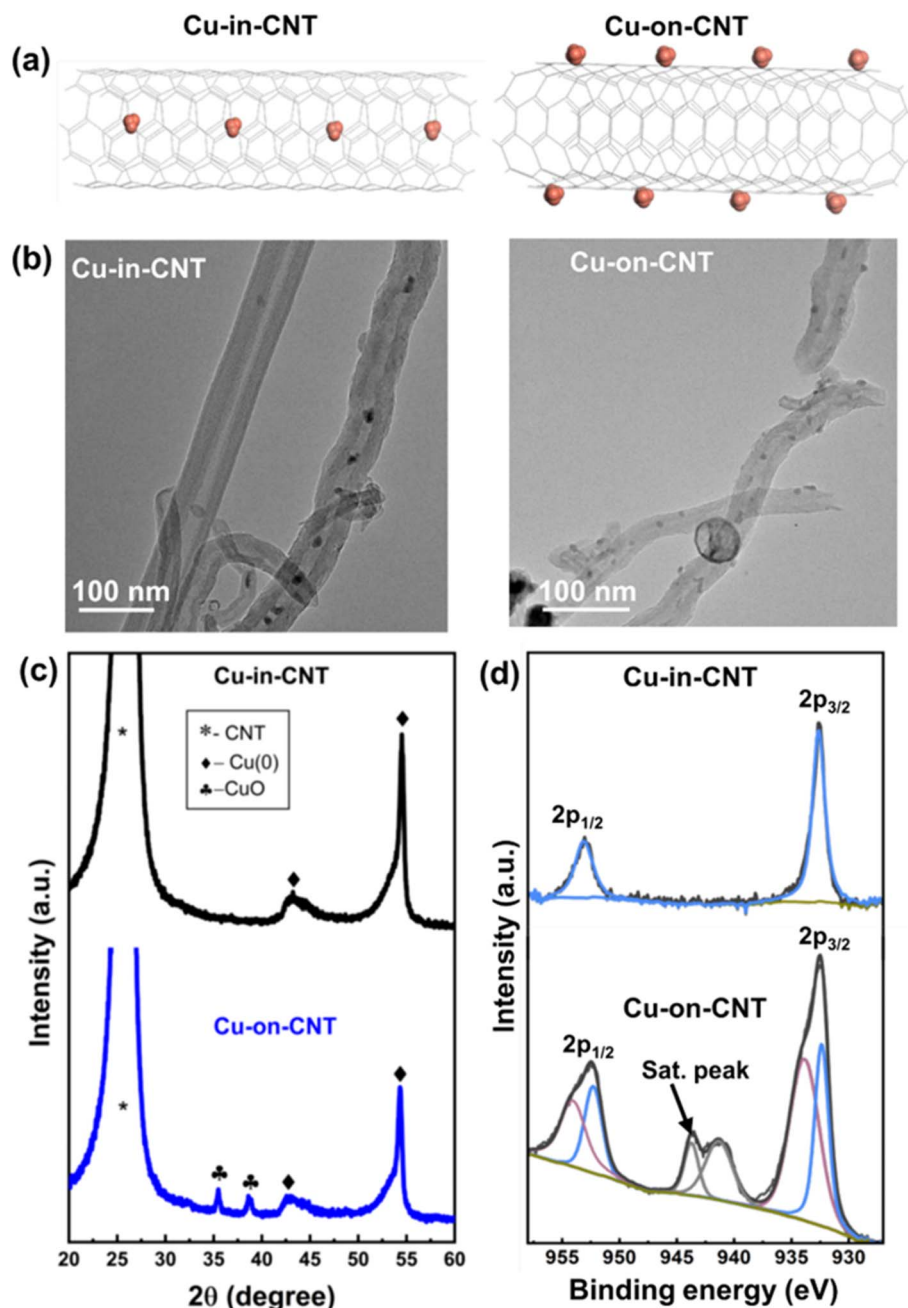 Cu-in-CNT
Cu-on-CNT
(a)
(b)
Cu-in-CNT
100 nm
Cu-on-CNT
100 nm
(c)
Cu-in-CNT
*- CNT
♦– Cu(0)
♣–CuO
*
♦
♦
Cu-on-CNT
*
♣
♣
♦
♦
Intensity (a.u.)
20 25 30 35 40 45 50 55 60
2θ (degree)
(d)
Cu-in-CNT
2p1/2
2p3/2
Cu-on-CNT
2p3/2
2p1/2
Sat. peak
Intensity (a.u.)
955 950 945 940 935 930
Binding energy (eV)